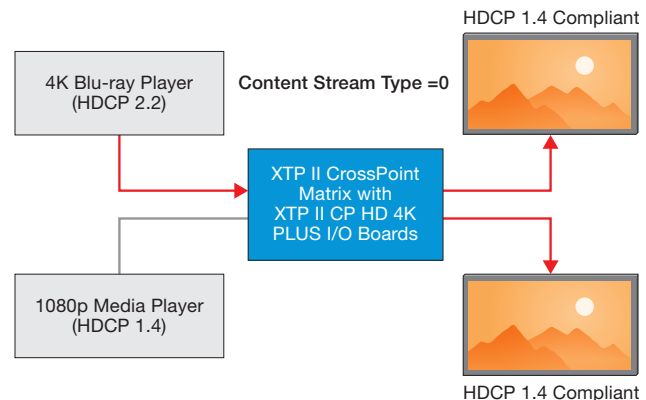 HDCP 1.4 Compliant
4K Blu-ray Player
(HDCP 2.2)
Content Stream Type =0
XTP II CrossPoint
Matrix with
XTP II CP HD 4K
PLUS I/O Boards
1080p Media Player
(HDCP 1.4)
HDCP 1.4 Compliant